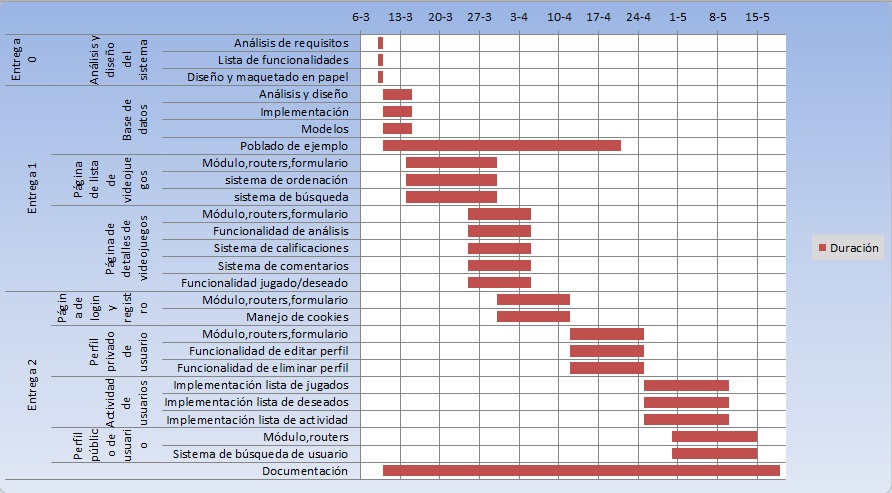 6-3 13-3 20-3 27-3 3-4 10-4 17-4 24-4 1-5 8-5 15-5
Entrega
0
Análisis y
diseño
del
sistema
Análisis de requisitos
Lista de funcionalidades
Diseño y maquetado en papel
Entrega 1
Base de
datos
Análisis y diseño
Implementación
Modelos
Poblado de ejemplo
Página
de lista
de
videojue
gos
Módulo,routers,formulario
sistema de ordenación
sistema de búsqueda
Página de
detalles de
videojuegos
Módulo,routers,formulario
Funcionalidad de análisis
Sistema de calificaciones
Sistema de comentarios
Funcionalidad jugado/deseado
Entrega 2
Págin
a de
login
y
regist
ro
Módulo,routers,formulario
Manejo de cookies
Perfil
privado
de
usuario
Módulo,routers,formulario
Funcionalidad de editar perfil
Funcionalidad de eliminar perfil
Actividad
de
usuarios
Implementación lista de jugados
Implementación lista de deseados
Implementación lista de actividad
Perfil
públic
o de
usuari
o
Módulo,routers
Sistema de búsqueda de usuario
Documentación
Duración